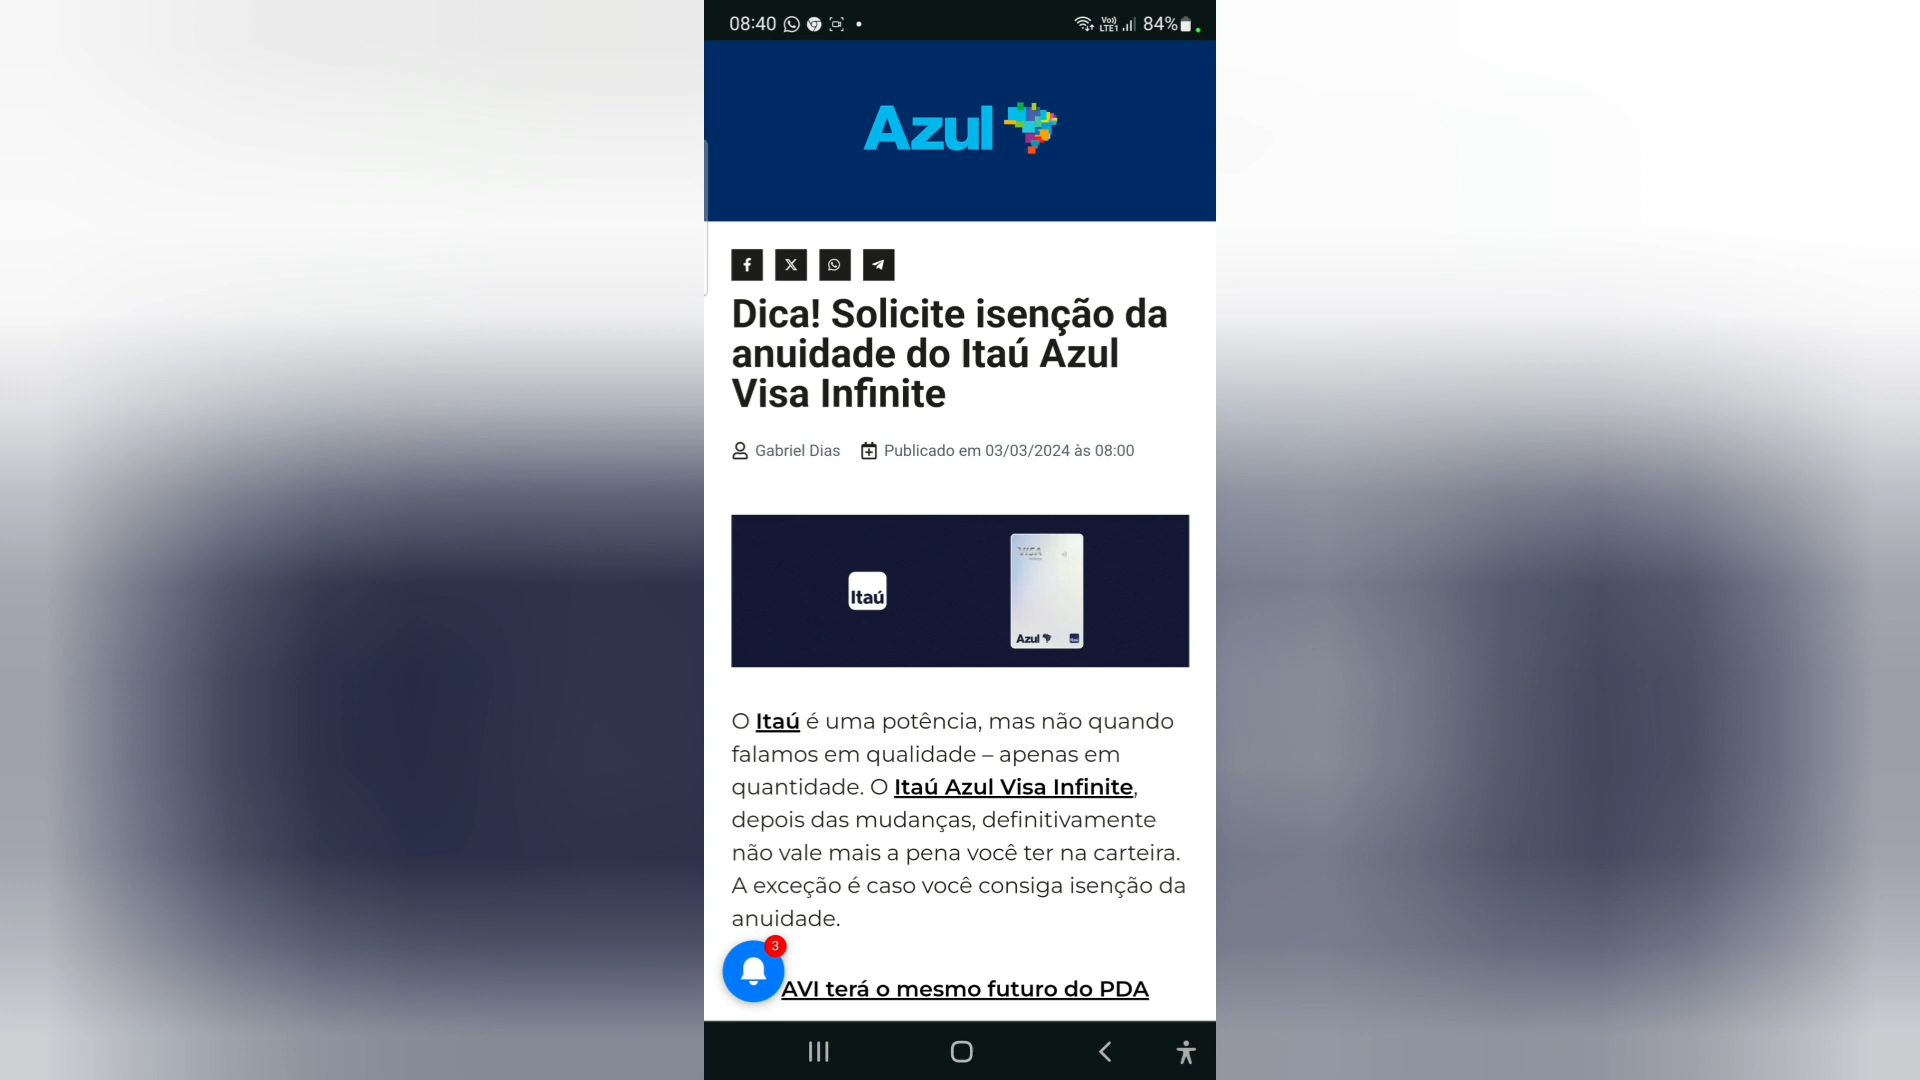 08:40
Vo)) LTE1 84%
Azul
Dica! Solicite isenção da
anuidade do Itaú Azul
Visa Infinite
Gabriel Dias Publicado em 03/03/2024 às 08:00
Itaú
VISA
Azul
O Itaú é uma potência, mas não quando
falamos em qualidade – apenas em
quantidade. O Itaú Azul Visa Infinite,
depois das mudanças, definitivamente
não vale mais a pena você ter na carteira.
A exceção é caso você consiga isenção da
anuidade.
3
AVI terá o mesmo futuro do PDA